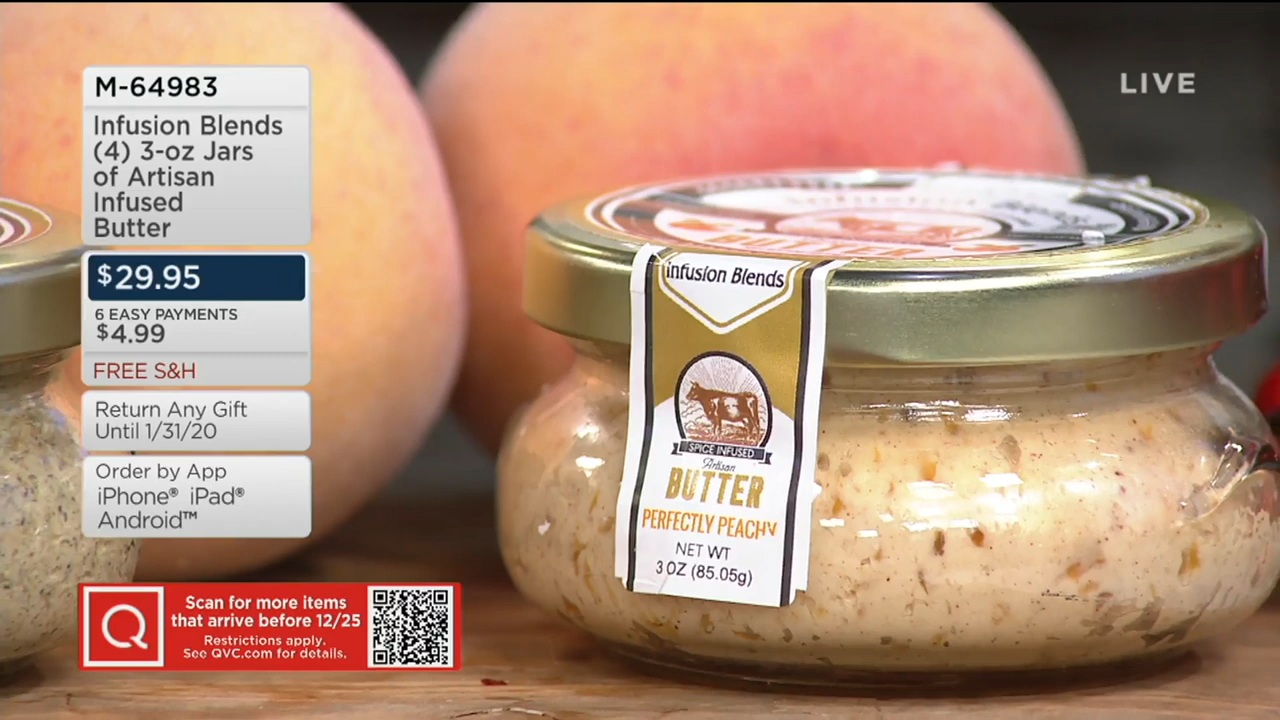 M-64983
Infusion Blends
(4) 3-oz Jars
of Artisan
Infused
Butter
$29.95
6 EASY PAYMENTS
$4.99
FREE S&H
Return Any Gift
Until 1/31/20
Order by App
iPhone® iPad®
Android™
Q
Scan for more items
that arrive before 12/25
Restrictions apply.
See QVC.com for details.
LIVE
Infusion Blends
SPICE INFUSED
Artisan
BUTTER
PERFECTLY PEACHY
NET WT
3 OZ (85.05g)